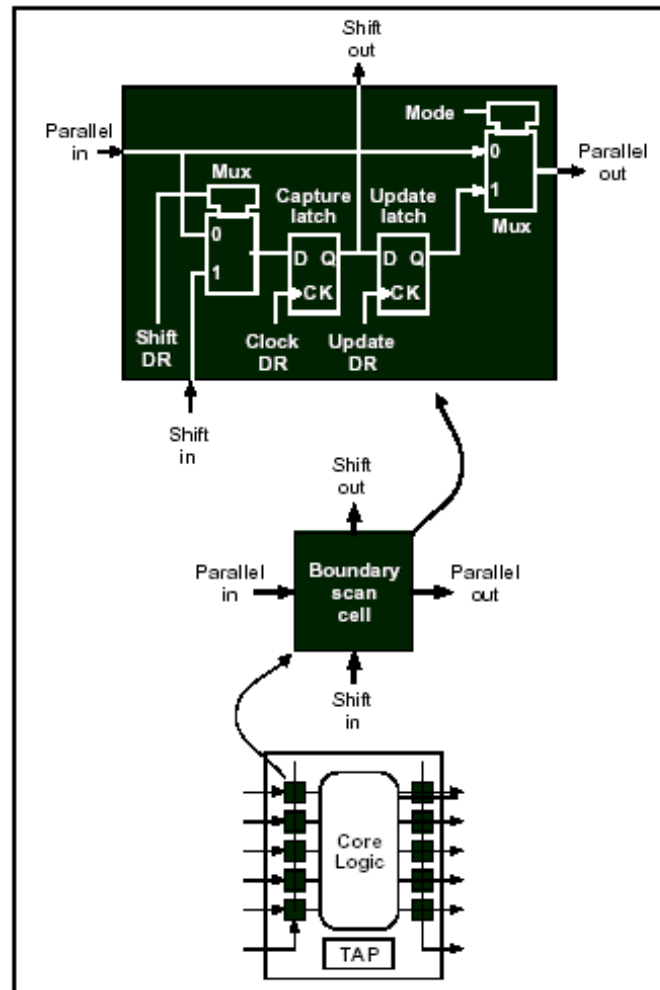 Shift
out
Mode
Parallel
in
0
Parallel
out
Mux
Capture
latch
Update
latch
1
Mux
0
D Q
D Q
1
CK
CK
Shift
DR
Clock
DR
Update
DR
Shift
in
Shift
out
Parallel
in
Boundary
scan
cell
Parallel
out
Shift
in
Core
Logic
TAP